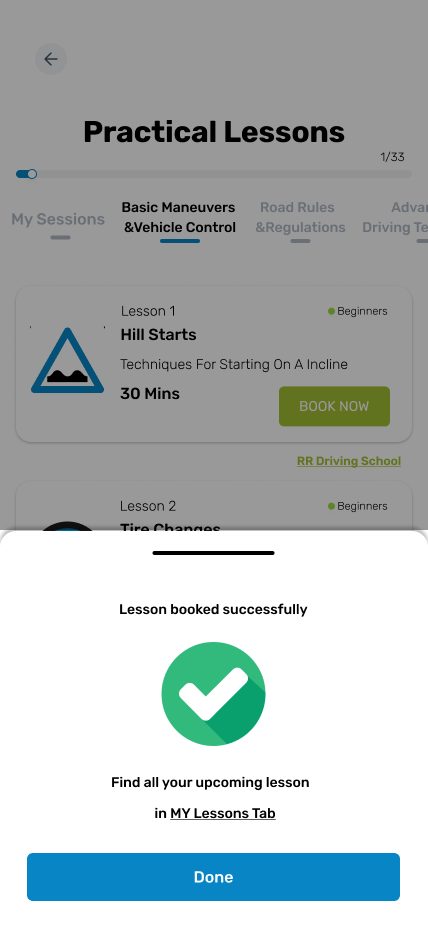 Practical Lessons
1/33
My Sessions
Basic Maneuvers
&Vehicle Control
Road Rules
&Regulations
Advan
Driving Te
Lesson 1
Beginners
Hill Starts
Techniques For Starting On A Incline
30 Mins
BOOK NOW
RR Driving School
Lesson 2
Beginners
Tire Changes
Lesson booked successfully
Find all your upcoming lesson
in MY Lessons Tab
Done